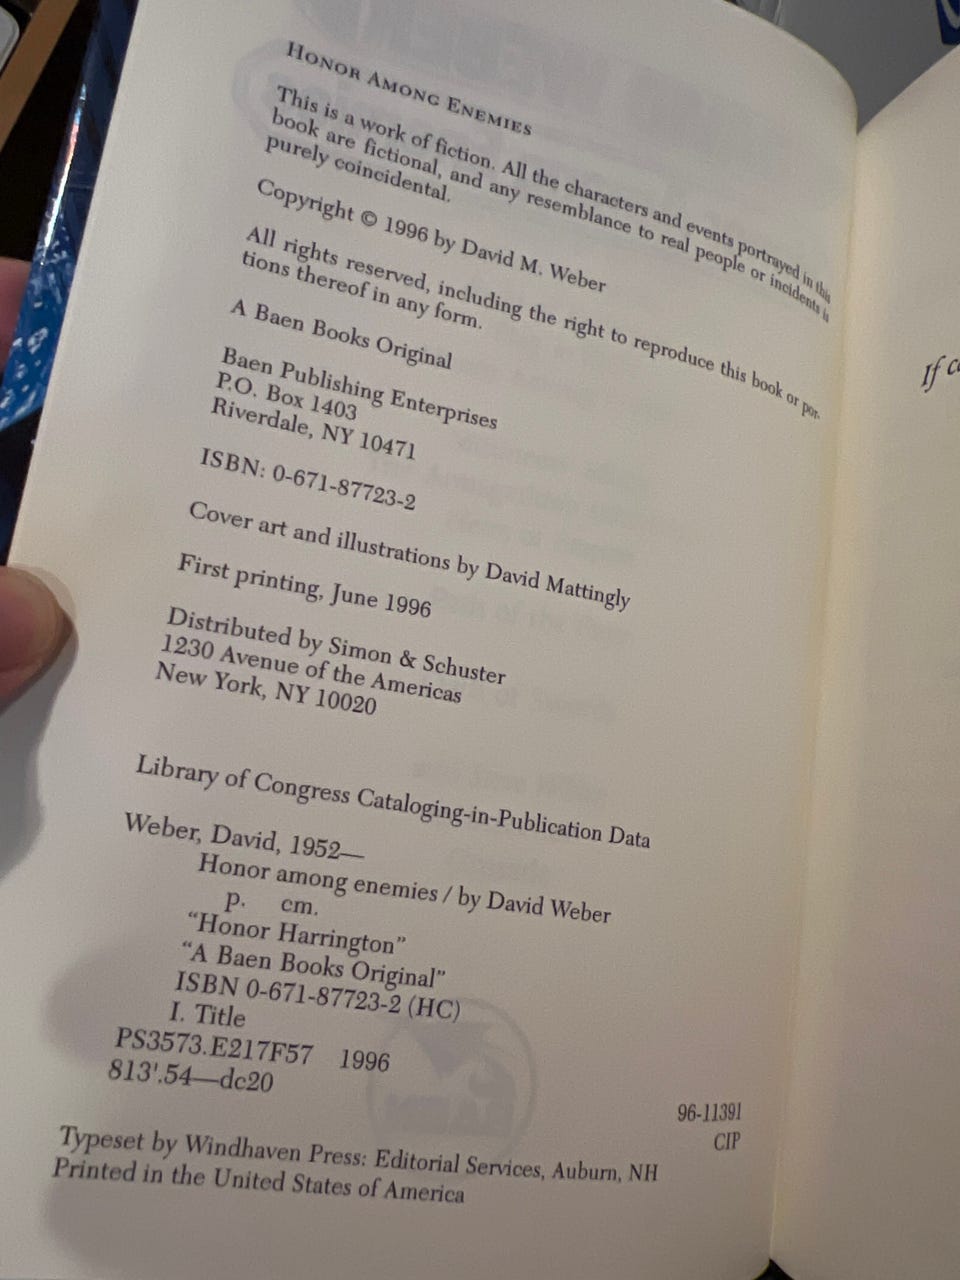 HONOR AMONG ENEMIES
This is a work of fiction. All the characters and events portrayed in this
book are fictional, and any resemblance to real people or incidents is
purely coincidental.
Copyright © 1996 by David M. Weber
All rights reserved, including the right to reproduce this book or por-
tions thereof in any form.
A Baen Books Original
Baen Publishing Enterprises
P.O. Box 1403
Riverdale, NY 10471
ISBN: 0-671-87723-2
Cover art and illustrations by David Mattingly
First printing, June 1996
Distributed by Simon & Schuster
1230 Avenue of the Americas
New York, NY 10020
Library of Congress Cataloging-in-Publication Data
Weber, David, 1952—
Honor among enemies / by David Weber
p. cm.
“Honor Harrington”
“A Baen Books Original”
ISBN 0-671-87723-2 (HC)
I. Title
PS3573.E217F57 1996
813'.54—dc20
96-11391
CIP
Typeset by Windhaven Press: Editorial Services, Auburn, NH
Printed in the United States of America
If